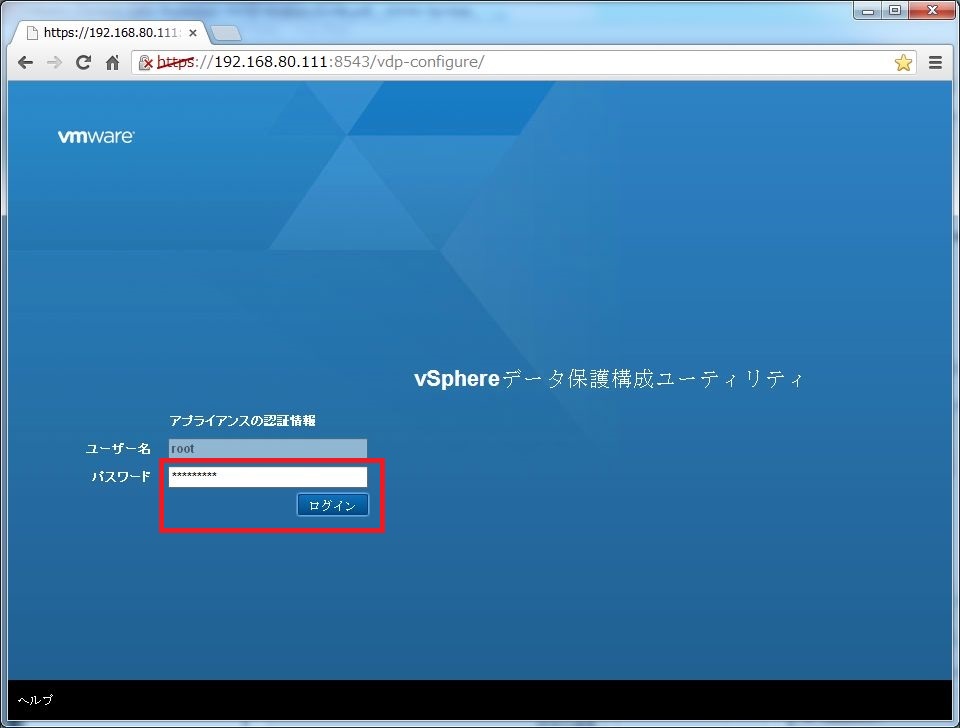 https://192.168.80.111:
https://192.168.80.111:8543/vdp-configure/
vmware
vSphereデータ保護構成ユーティリティ
アプライアンスの認証情報
ユーザー名 root
パスワード *********
ログイン
ヘルプ